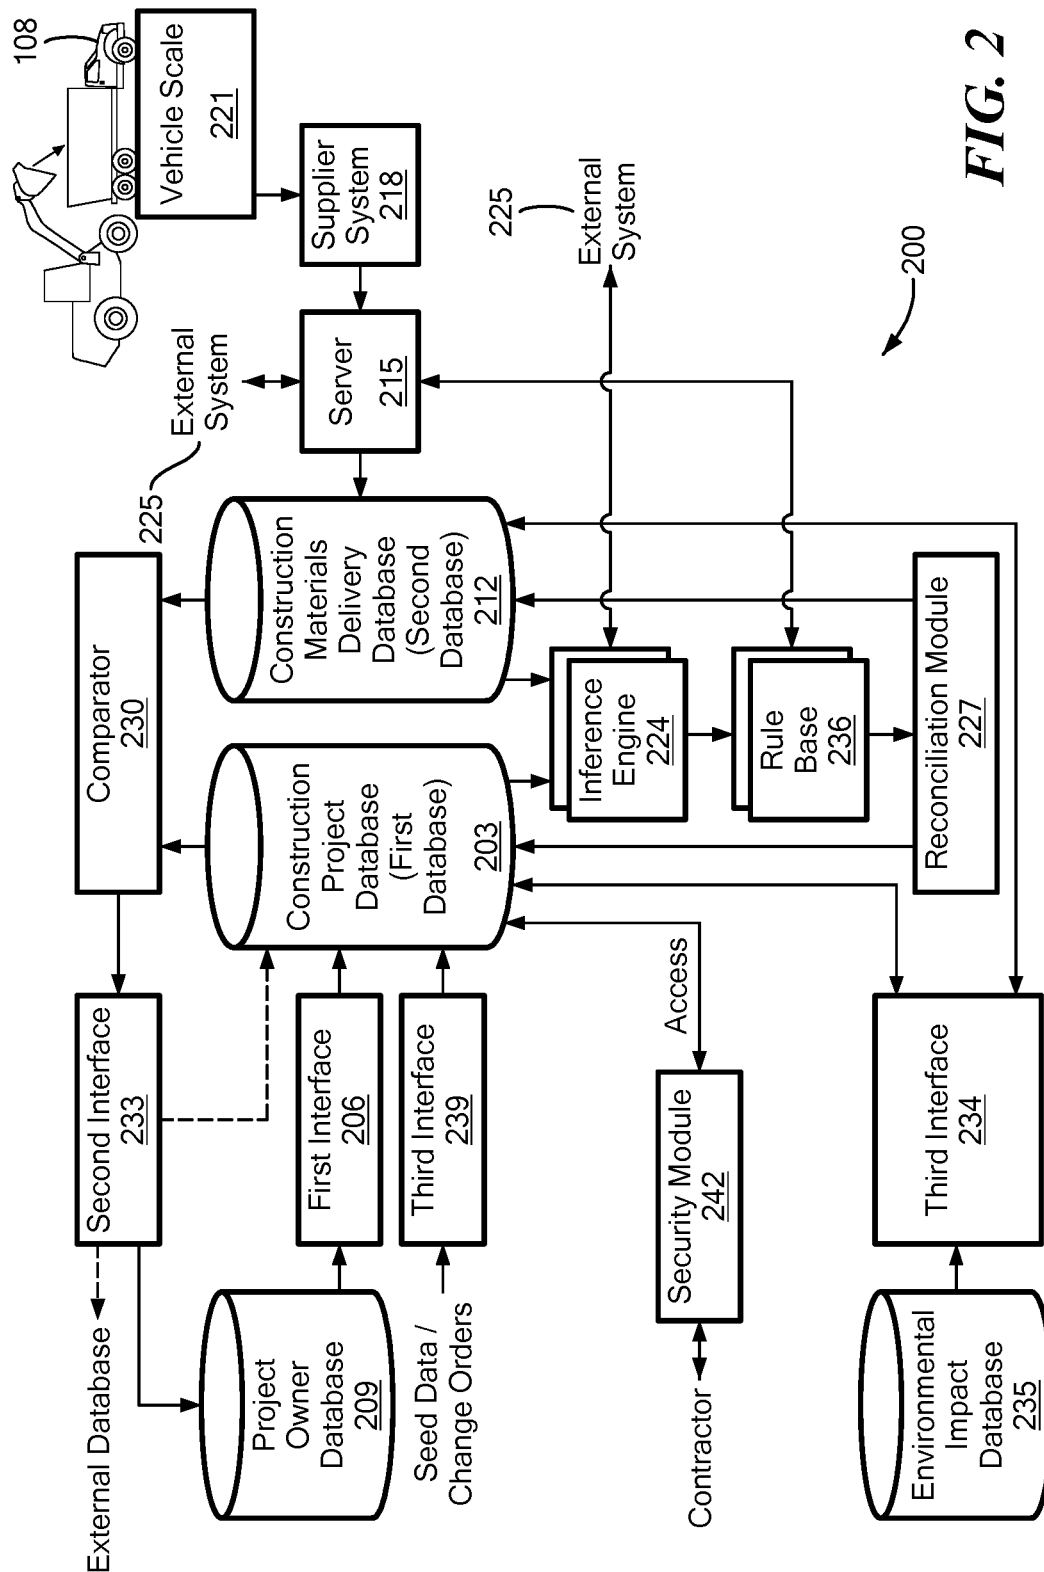 External Database
Second Interface
233
Comparator
230
225
External
System
108
Vehicle Scale
221
Project
Owner
Database
209
First Interface
206
Third Interface
239
Seed Data /
Change Orders
Construction
Project
Database
(First
Database)
203
Construction
Materials
Delivery
Database
(Second
Database)
212
Server
215
Supplier
System
218
225
External
System
Inference
Engine
224
Rule
Base
236
Reconciliation Module
227
Contractor
Security Module
242
Access
Environmental
Impact
Database
235
Third Interface
234
200
FIG. 2